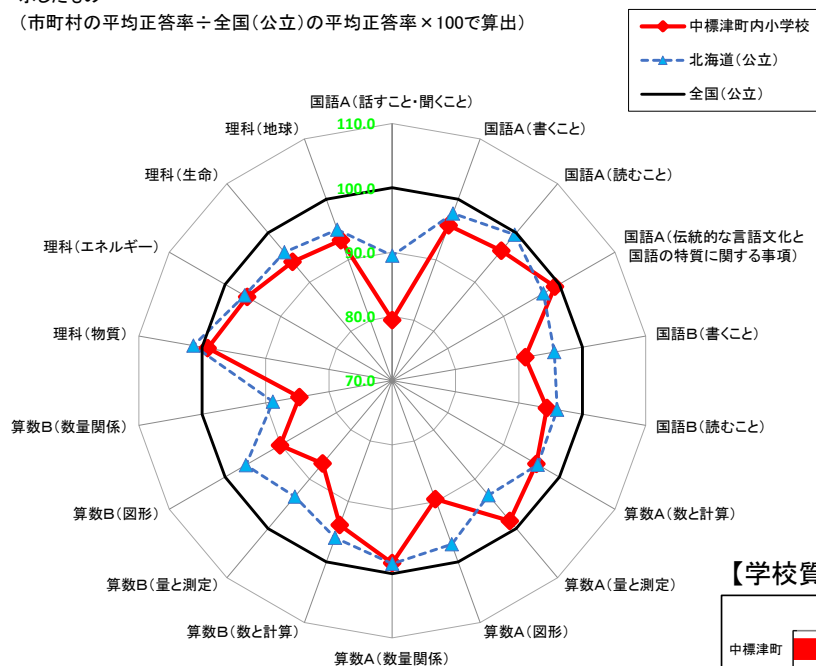 (市町村の平均正答率÷全国(公立)の平均正答率×100で算出)
中標津町内小学校
北海道(公立)
全国(公立)
国語A(話すこと・聞くこと)
国語A(書くこと)
国語A(読むこと)
国語A(伝統的な言語文化と
国語の特質に関する事項)
国語B(書くこと)
国語B(読むこと)
算数A(数と計算)
算数A(量と測定)
算数A(図形)
算数A(数量関係)
算数B(数と計算)
算数B(量と測定)
算数B(図形)
算数B(数量関係)
理科(物質)
理科(エネルギー)
理科(生命)
理科(地球)
110.0
100.0
90.0
80.0
70.0
【学校質
中標津町